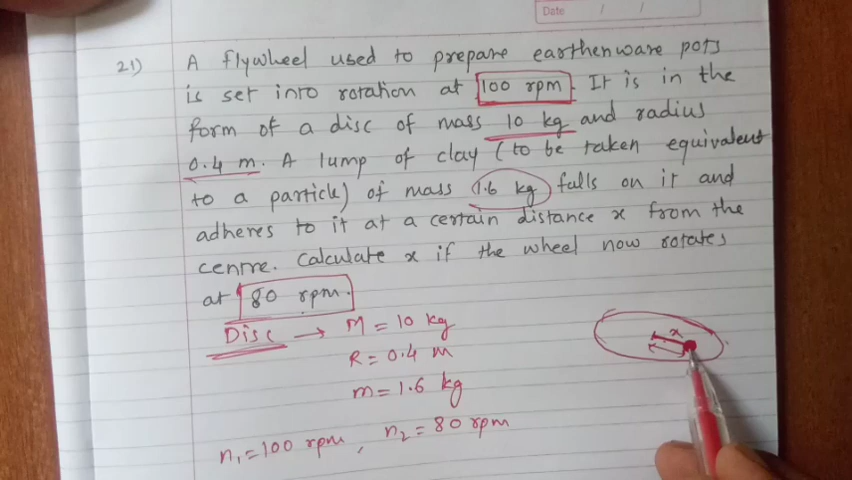 Date / /
21) A flywheel used to prepare earthenware pots
is set into rotation at 100 rpm. It is in the
form of a disc of mass 10 kg and radius
0.4 m. A lump of clay (to be taken equivalent
to a particle) of mass 1.6 kg falls on it and
adheres to it at a certain distance x from the
centre. Calculate x if the wheel now rotates
at 80 rpm.
Disc → M = 10 kg
R = 0.4 m
x
m = 1.6 kg
n₁ = 100 rpm, n₂ = 80 rpm